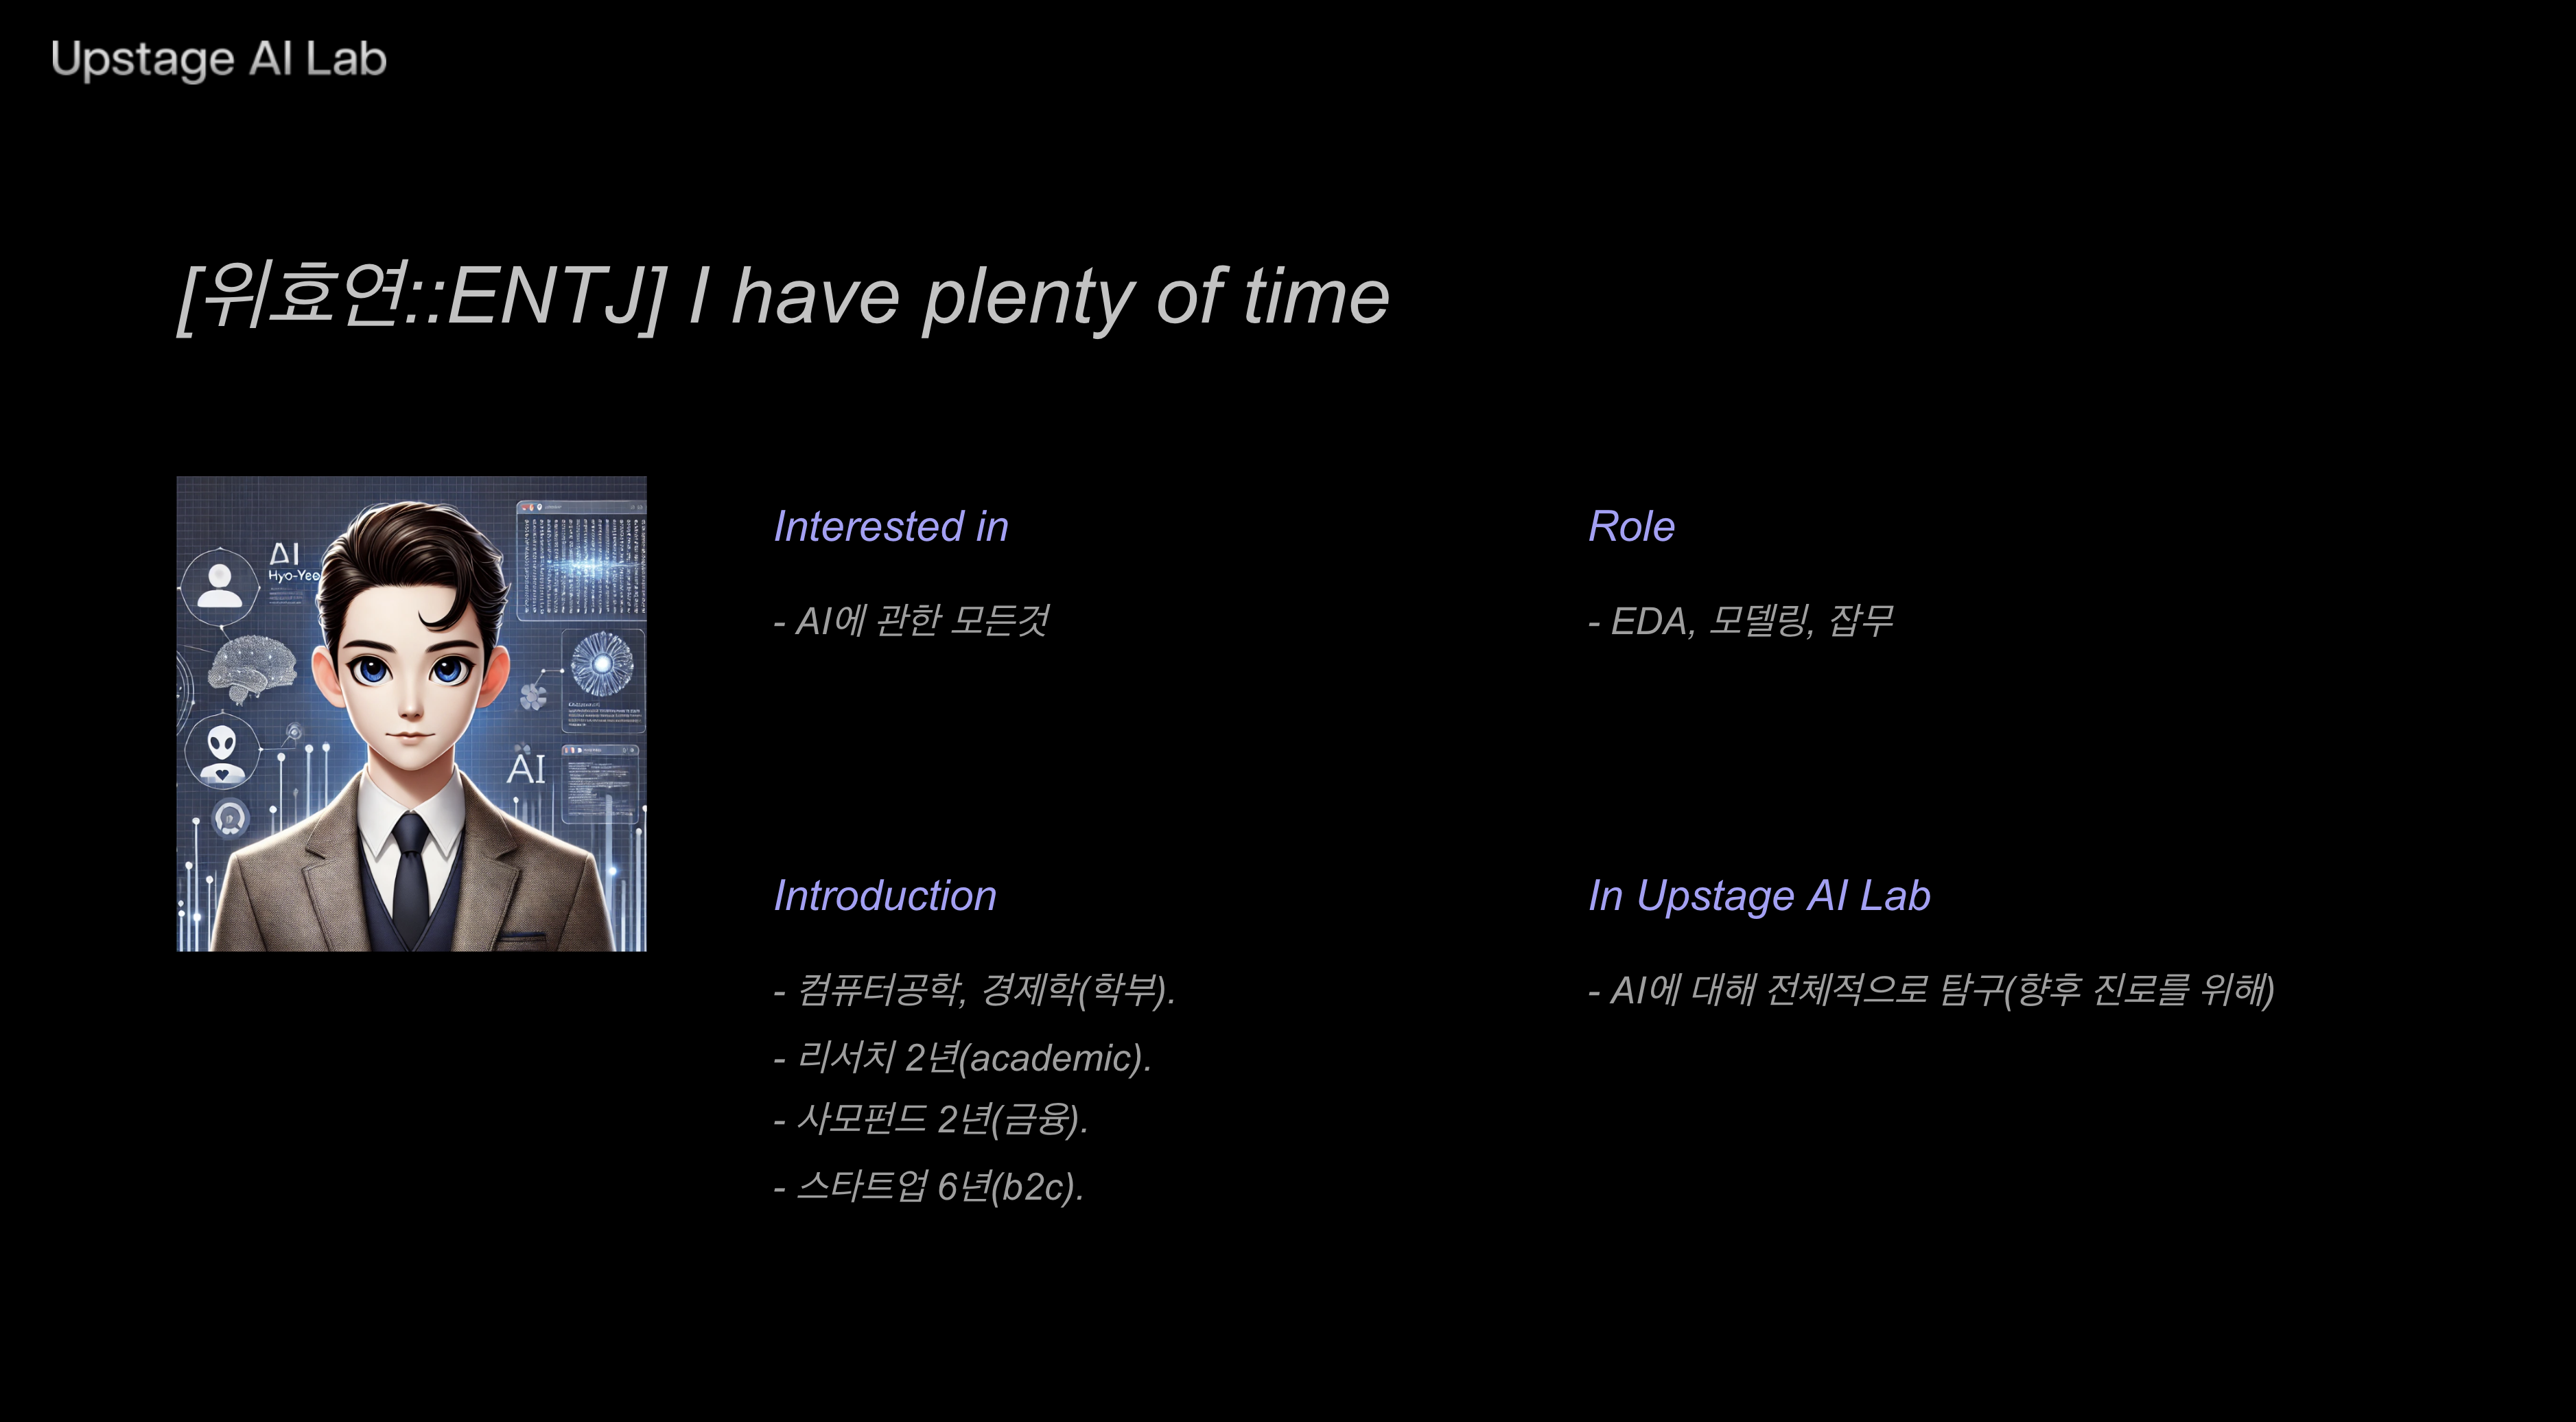 Upstage AI Lab
[위효연::ENTJ] I have plenty of time
AI
Hyo-Yeo
AI
Interested in
- AI에 관한 모든것
Role
- EDA, 모델링, 잡무
Introduction
- 컴퓨터공학, 경제학(학부).
- 리서치 2년(academic).
- 사모펀드 2년(금융).
- 스타트업 6년(b2c).
In Upstage AI Lab
- AI에 대해 전체적으로 탐구(향후 진로를 위해)